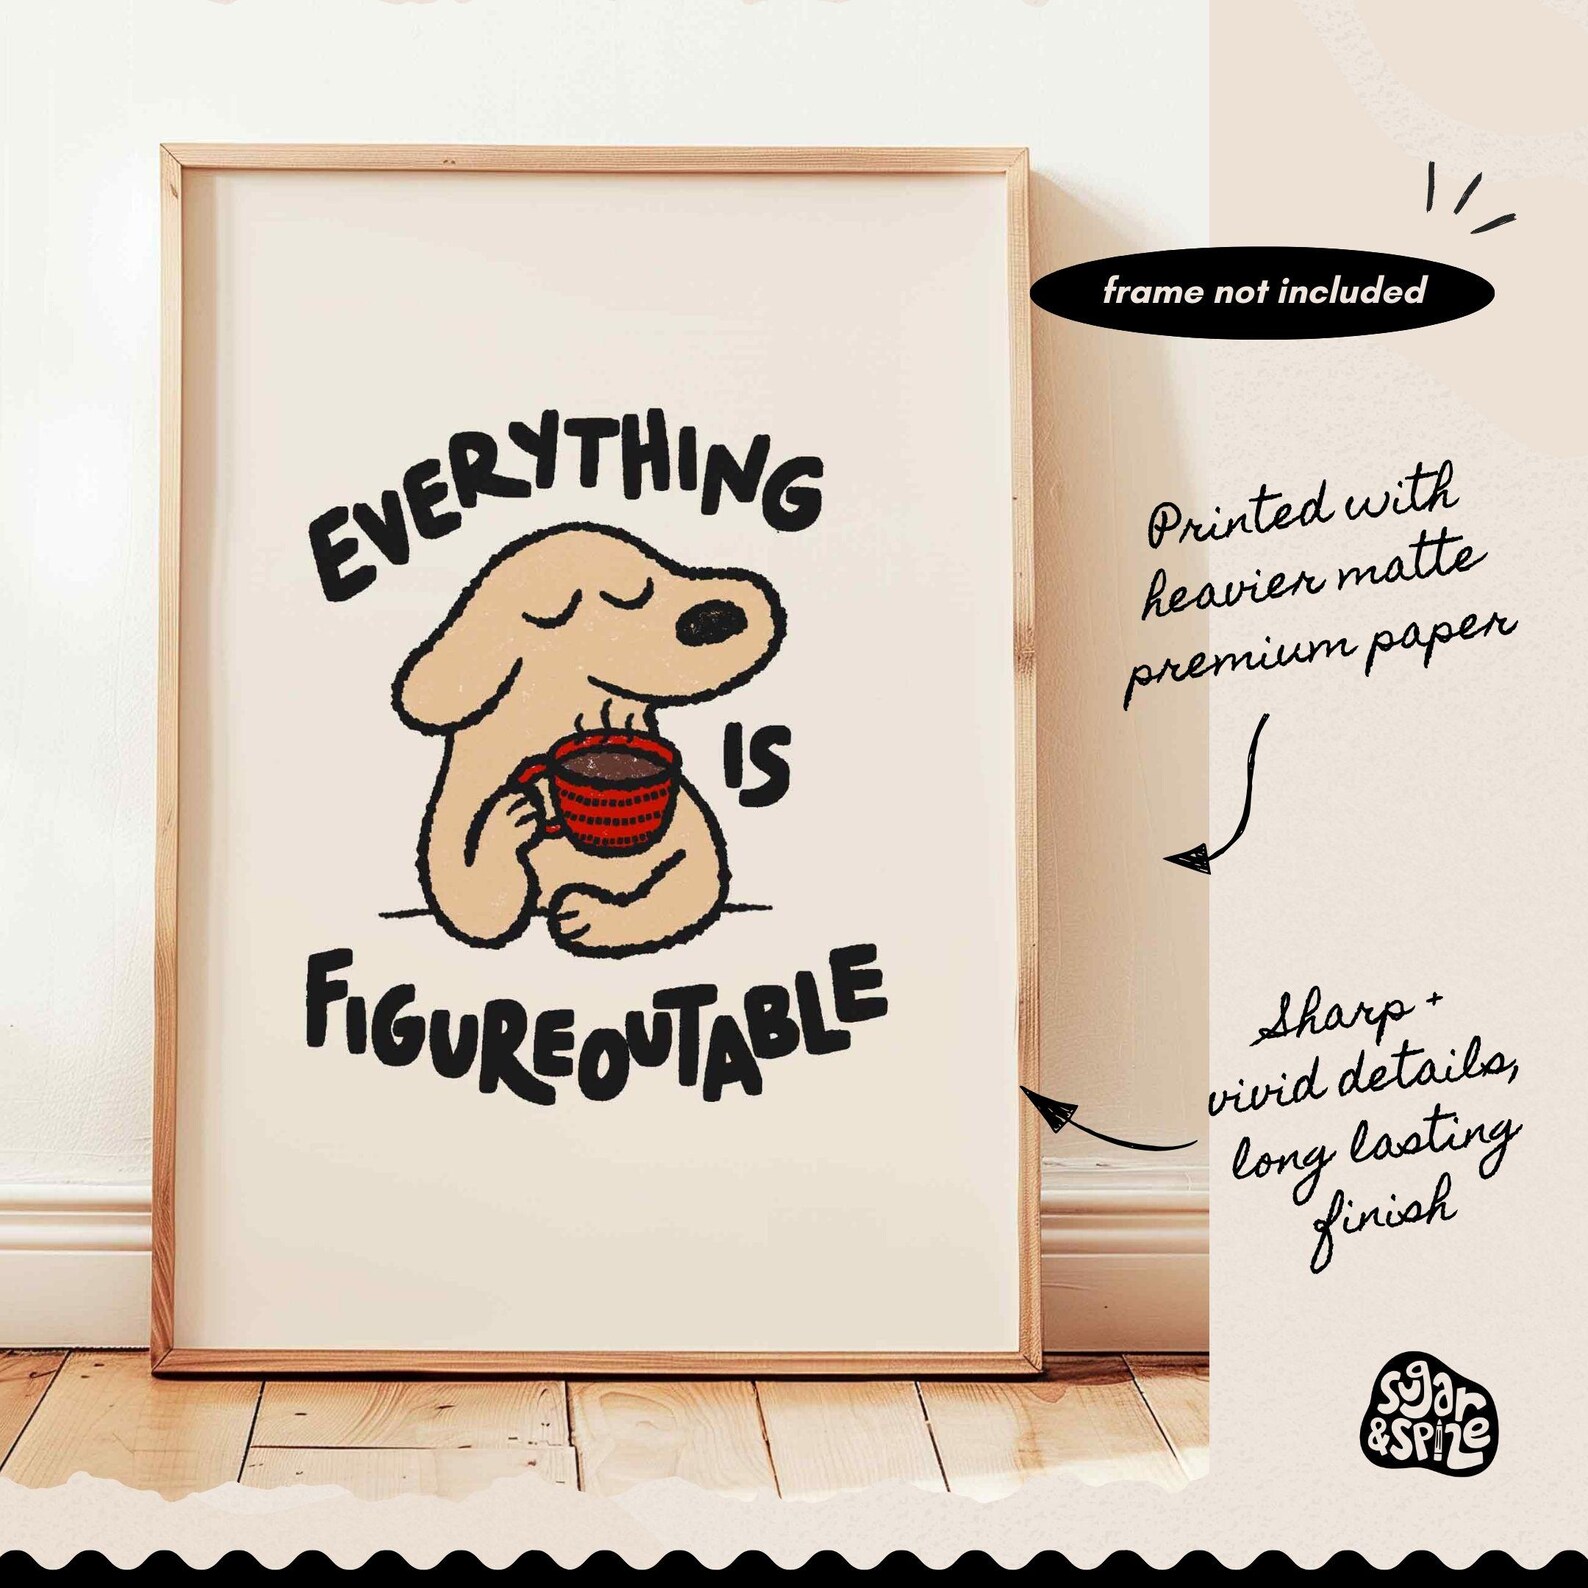 EVERYTHING
IS
FIGUREOUTABLE
frame not included
Printed with
heavier matte
premium paper
Sharp +
vivid details,
long lasting
finish
sugar
&SPIZE